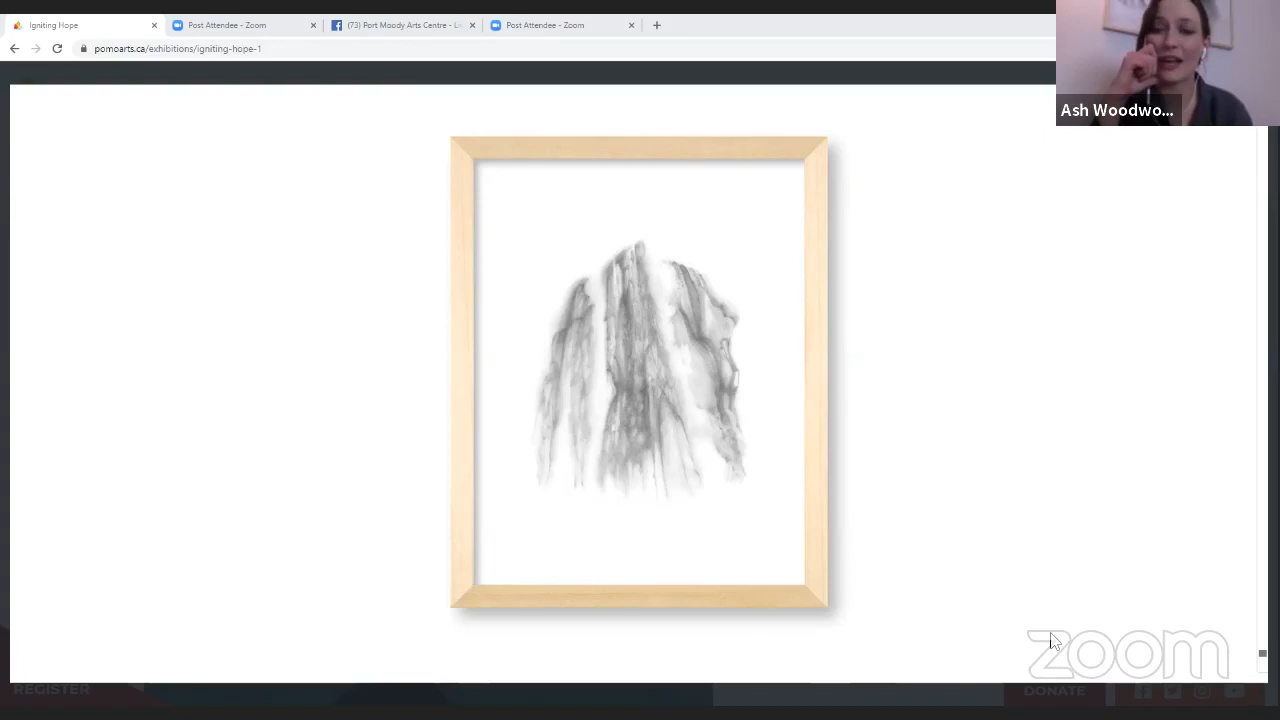 Igniting Hope
Post Attendee - Zoom
(73) Port Moody Arts Centre - Li
Post Attendee - Zoom
pomoarts.ca/exhibitions/igniting-hope-1
Ash Woodwo...
zoom
REGISTER
DONATE